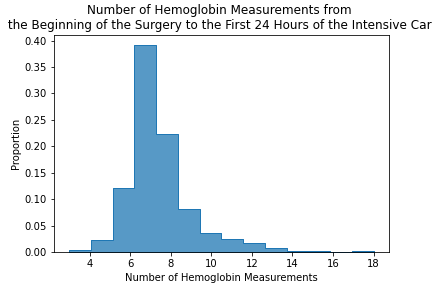 Number of Hemoglobin Measurements from
the Beginning of the Surgery to the First 24 Hours of the Intensive Car
0.40
0.35
0.30
0.25
0.20
0.15
0.10
0.05
0.00
Proportion
4 6 8 10 12 14 16 18
Number of Hemoglobin Measurements